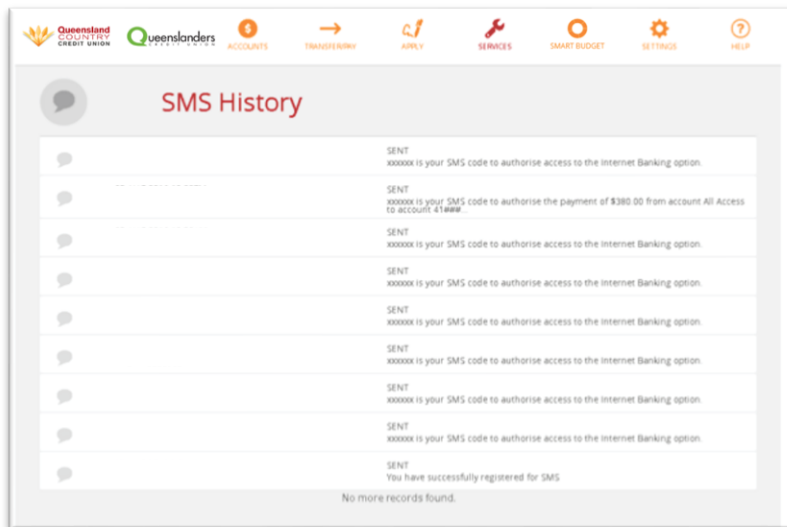 Queensland
COUNTRY
CREDIT UNION
Queenslanders
CREDIT UNION
ACCOUNTS
TRANSFER/PAY
APPLY
SERVICES
SMART BUDGET
SETTINGS
HELP
SMS History
SENT
xxxxxx is your SMS code to authorise access to the Internet Banking option.
SENT
xxxxxx is your SMS code to authorise the payment of $380.00 from account All Access
to account 41###...
SENT
xxxxxx is your SMS code to authorise access to the Internet Banking option.
SENT
xxxxxx is your SMS code to authorise access to the Internet Banking option.
SENT
xxxxxx is your SMS code to authorise access to the Internet Banking option.
SENT
xxxxxx is your SMS code to authorise access to the Internet Banking option.
SENT
xxxxxx is your SMS code to authorise access to the Internet Banking option.
SENT
xxxxxx is your SMS code to authorise access to the Internet Banking option.
SENT
You have successfully registered for SMS
No more records found.